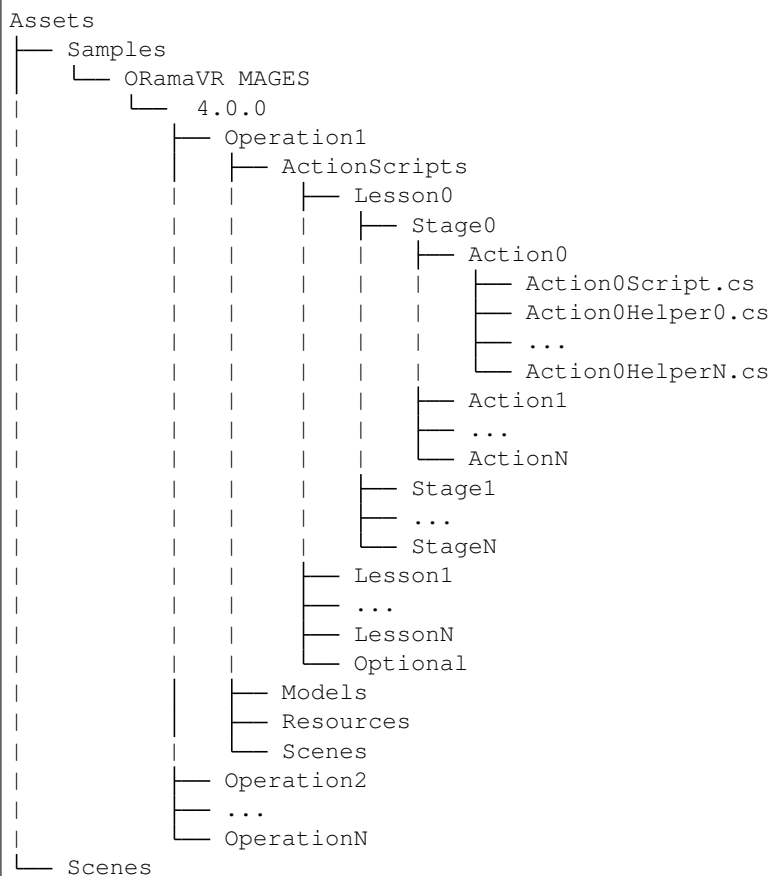 Assets
├── Samples
│   └── ORamaVR MAGES
|       └──  4.0.0
|           ├── Operation1
|           │   ├── ActionScripts
|           |   |    ├── Lesson0
|           |   |    |   ├── Stage0
|           |   |    |   |   ├── Action0
|           |   |    |   |   |   ├── Action0Script.cs
|           |   |    |   |   |   ├── Action0Helper0.cs
|           |   |    |   |   |   ├── ...
|           |   |    |   |   |   └── Action0HelperN.cs
|           |   |    |   |   ├── Action1
|           |   |    |   |   ├── ...
|           |   |    |   |   └── ActionN
|           |   |    |   ├── Stage1
|           |   |    |   ├── ...
|           |   |    |   └── StageN
|           |   |    ├── Lesson1
|           |   |    ├── ...
|           |   |    ├── LessonN
|           |   |    └── Optional
|           │   ├── Models
|           │   ├── Resources
|           |   └── Scenes
|           ├── Operation2
|           ├── ...
|           └── OperationN
└── Scenes